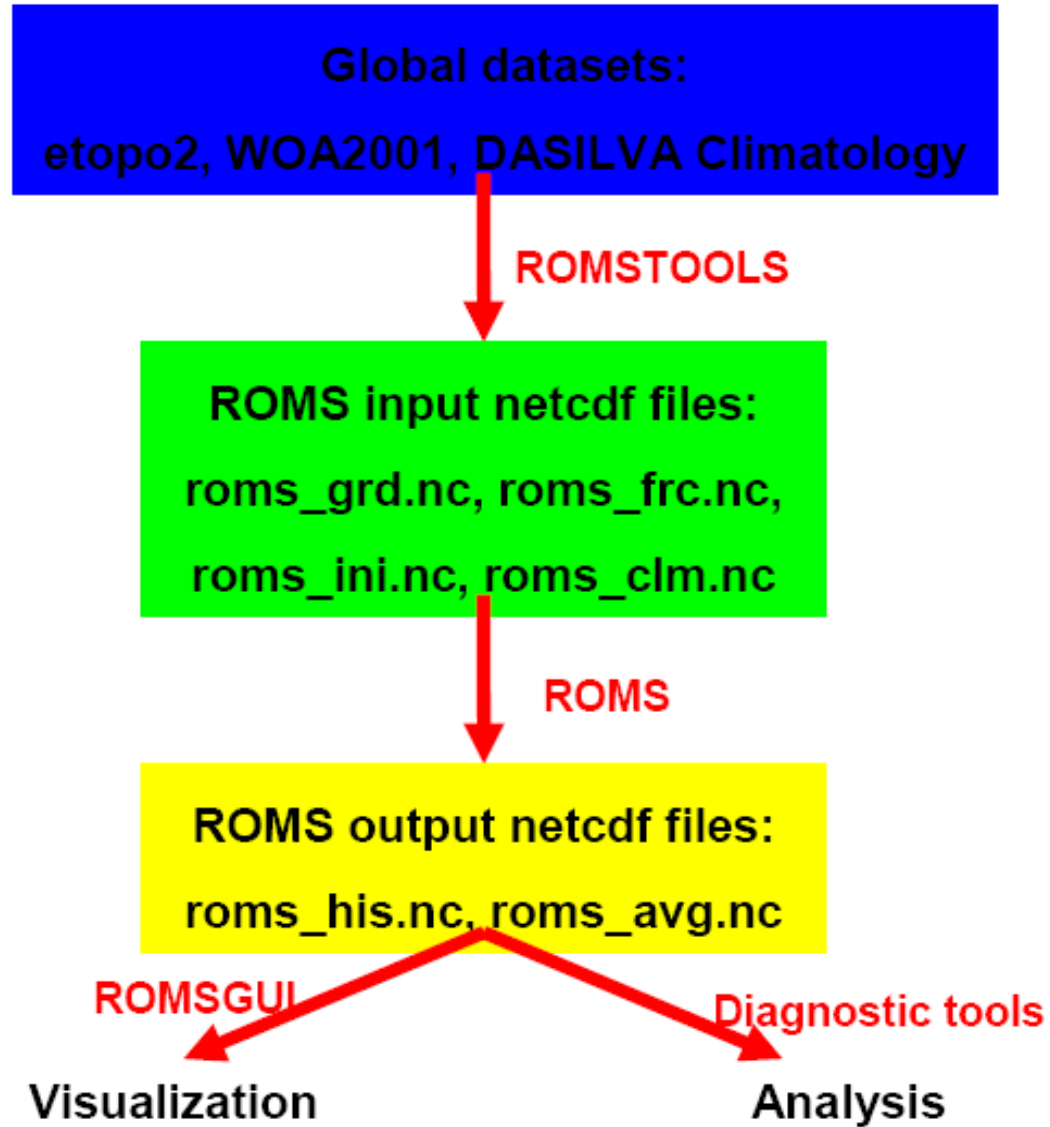 Global datasets:
etopo2, WOA2001, DASILVA Climatology
ROMSTOOLS
ROMS input netcdf files:
roms_grd.nc, roms_frc.nc,
roms_ini.nc, roms_clm.nc
ROMS
ROMS output netcdf files:
roms_his.nc, roms_avg.nc
ROMSGUI
Diagnostic tools
Visualization
Analysis